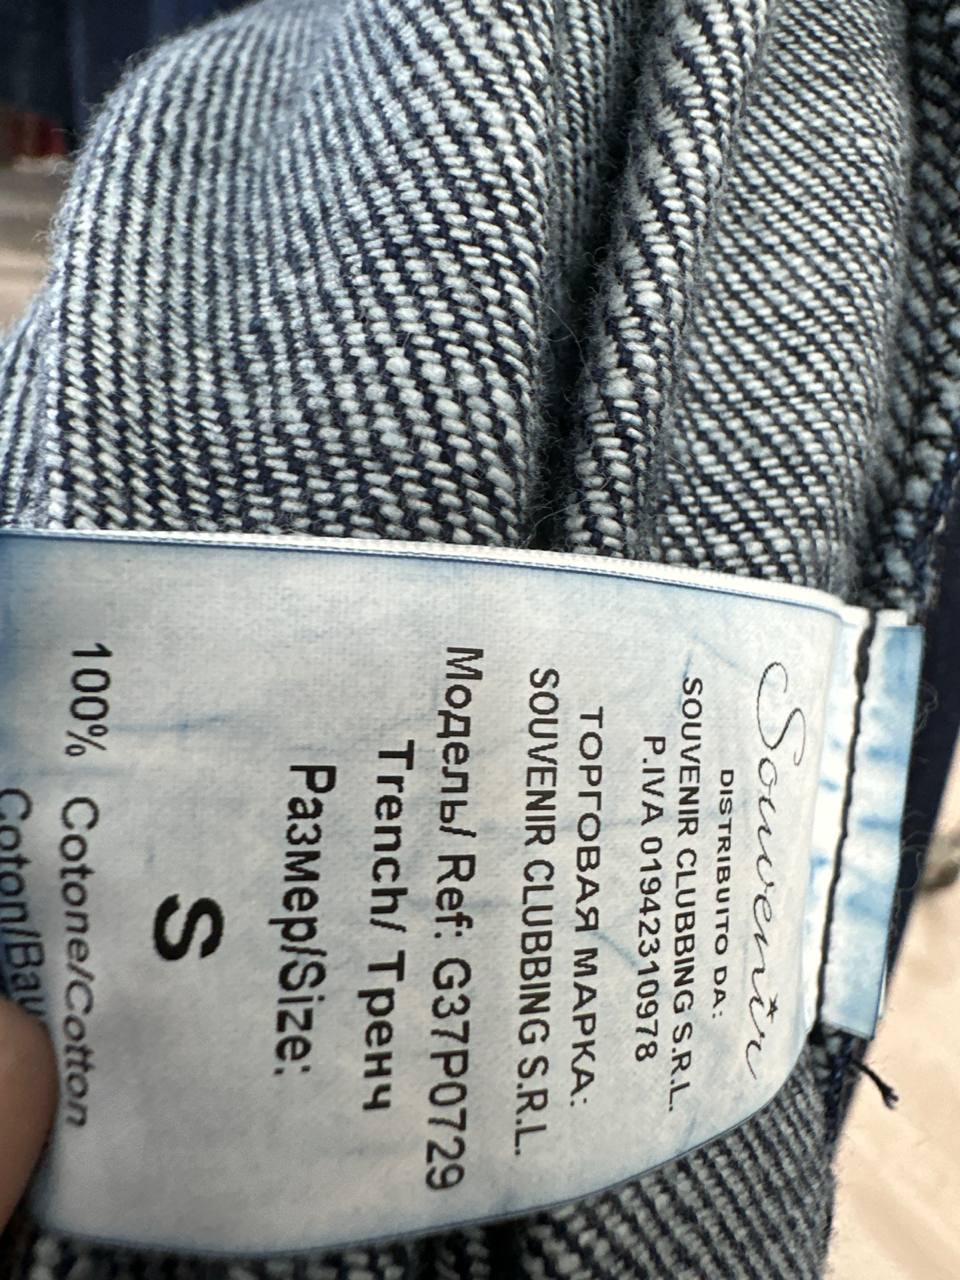 Souvenir
DISTRIBUITO DA:
SOUVENIR CLUBBING S.R.L.
P.IVA 01942310978
ТОРГОВАЯ МАРКА:
SOUVENIR CLUBBING S.R.L.
Модель/ Ref: G37P0729
Trench/ Тренч
Размер/Size:
S
100% Cotone/Cotton